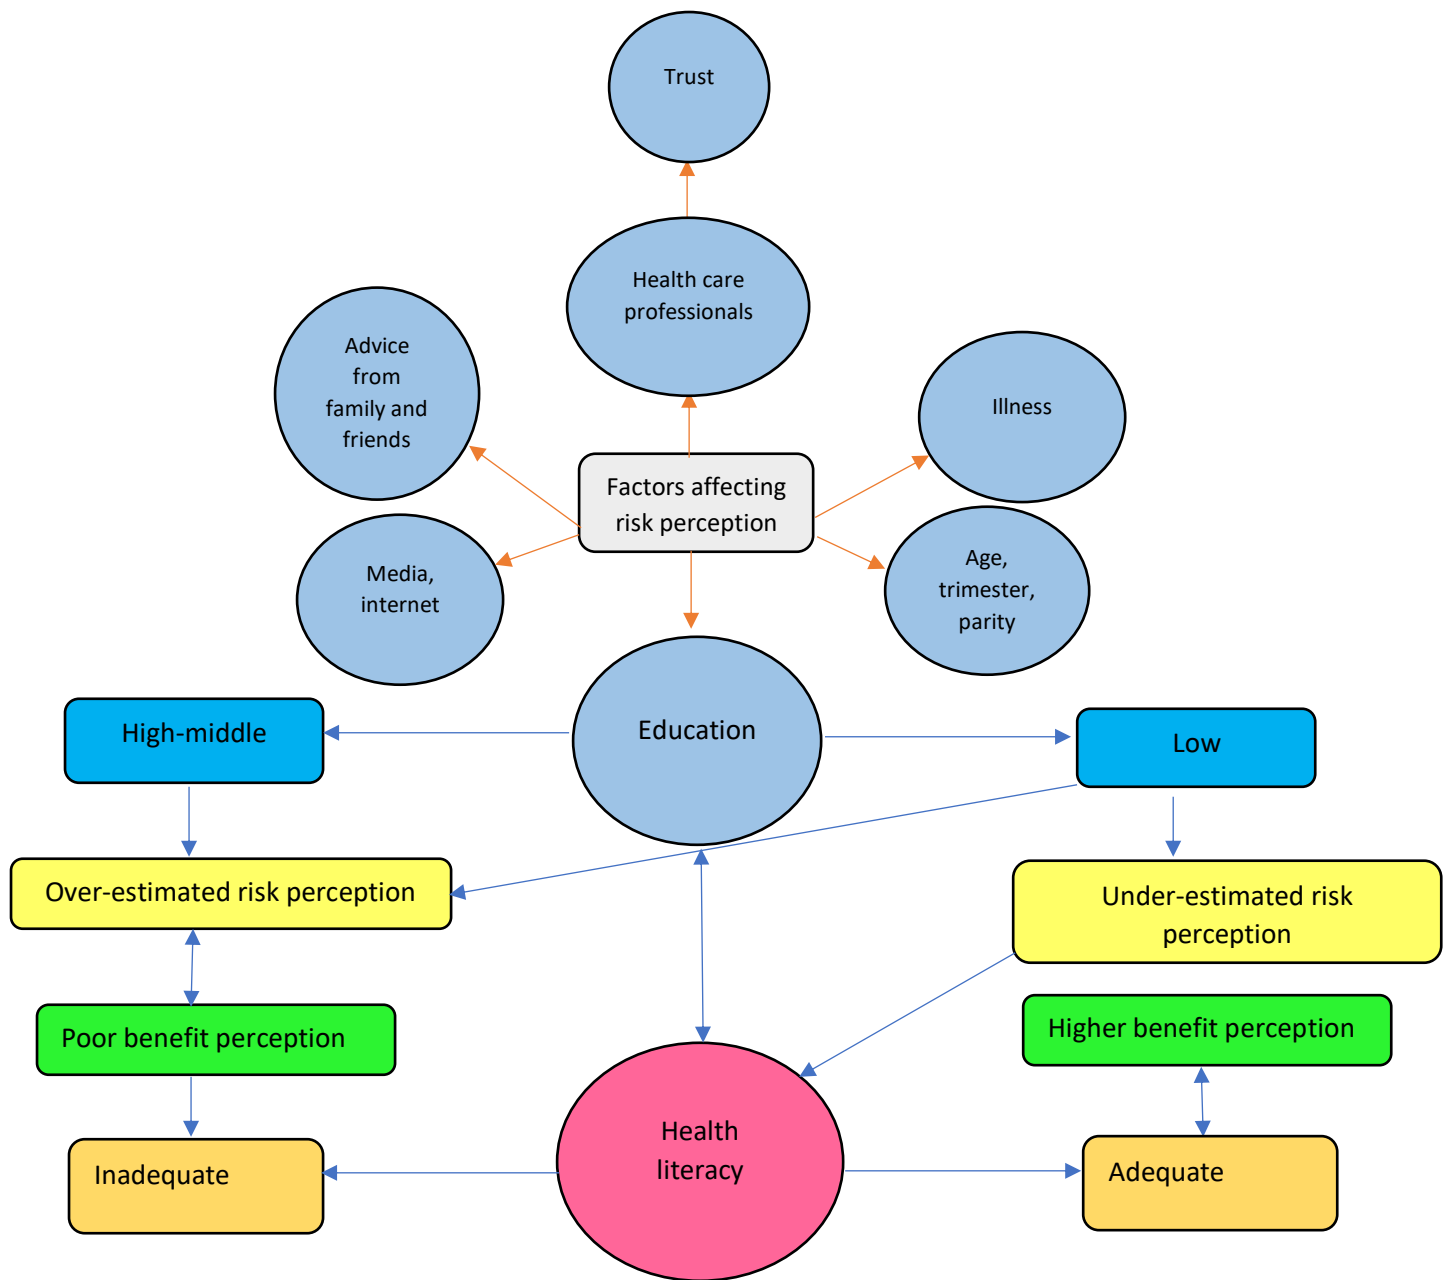 Trust
Health care
professionals
Advice
from
family and
friends
Illness
Factors affecting
risk perception
Media,
internet
Age,
trimester,
parity
Education
High-middle
Low
Over-estimated risk perception
Under-estimated risk
perception
Poor benefit perception
Higher benefit perception
Health
literacy
Inadequate
Adequate